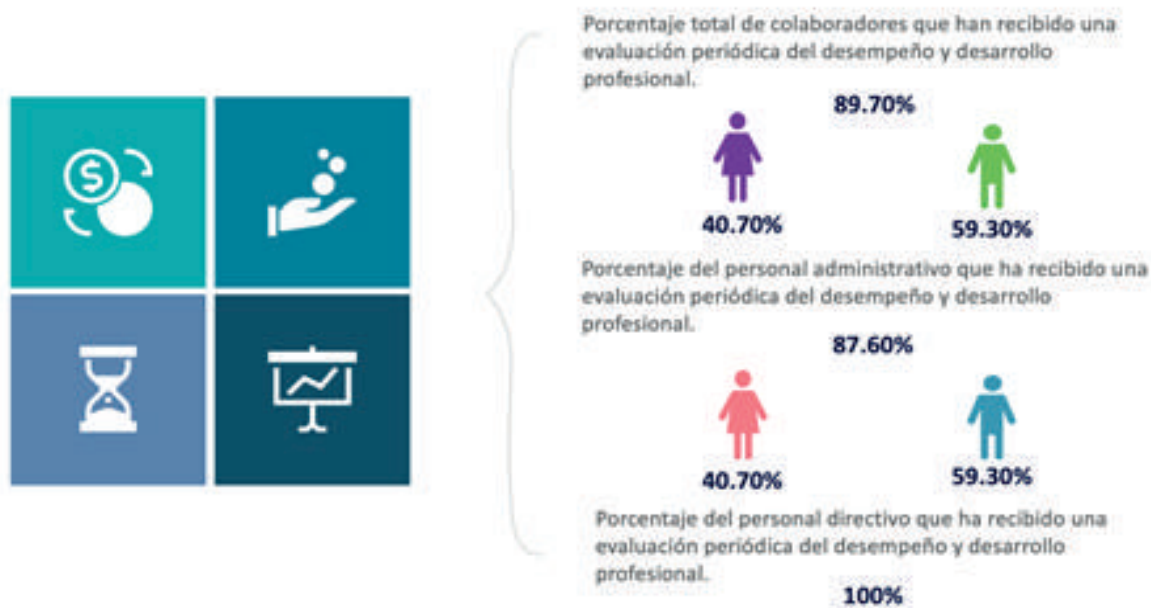 Porcentaje total de colaboradores que han recibido una
evaluación periódica del desempeño y desarrollo
profesional.
89.70%
40.70%
59.30%
Porcentaje del personal administrativo que ha recibido una
evaluación periódica del desempeño y desarrollo
profesional.
87.60%
40.70%
59.30%
Porcentaje del personal directivo que ha recibido una
evaluación periódica del desempeño y desarrollo
profesional.
100%
$